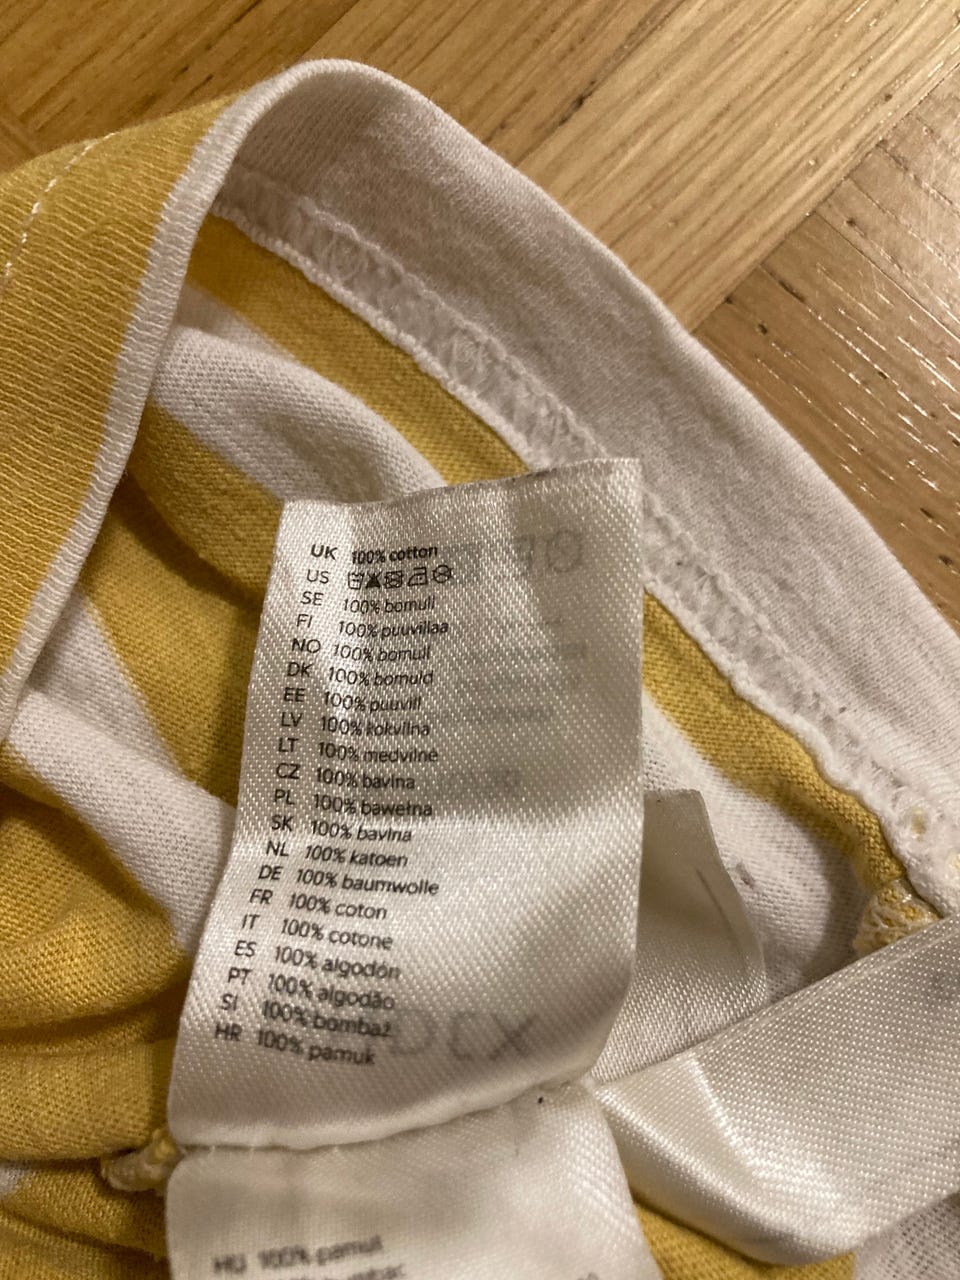 UK 100% cotton
US
SE 100% bomull
FI 100% puuvillaa
NO 100% bomull
DK 100% bomuld
EE 100% puuvill
LV 100% kokvilna
LT 100% medvilnė
CZ 100% bavlna
PL 100% bawełna
SK 100% bavlna
NL 100% katoen
DE 100% baumwolle
FR 100% coton
IT 100% cotone
ES 100% algodón
PT 100% algodão
SI 100% bombaž
HR 100% pamuk
HU 100% pamut